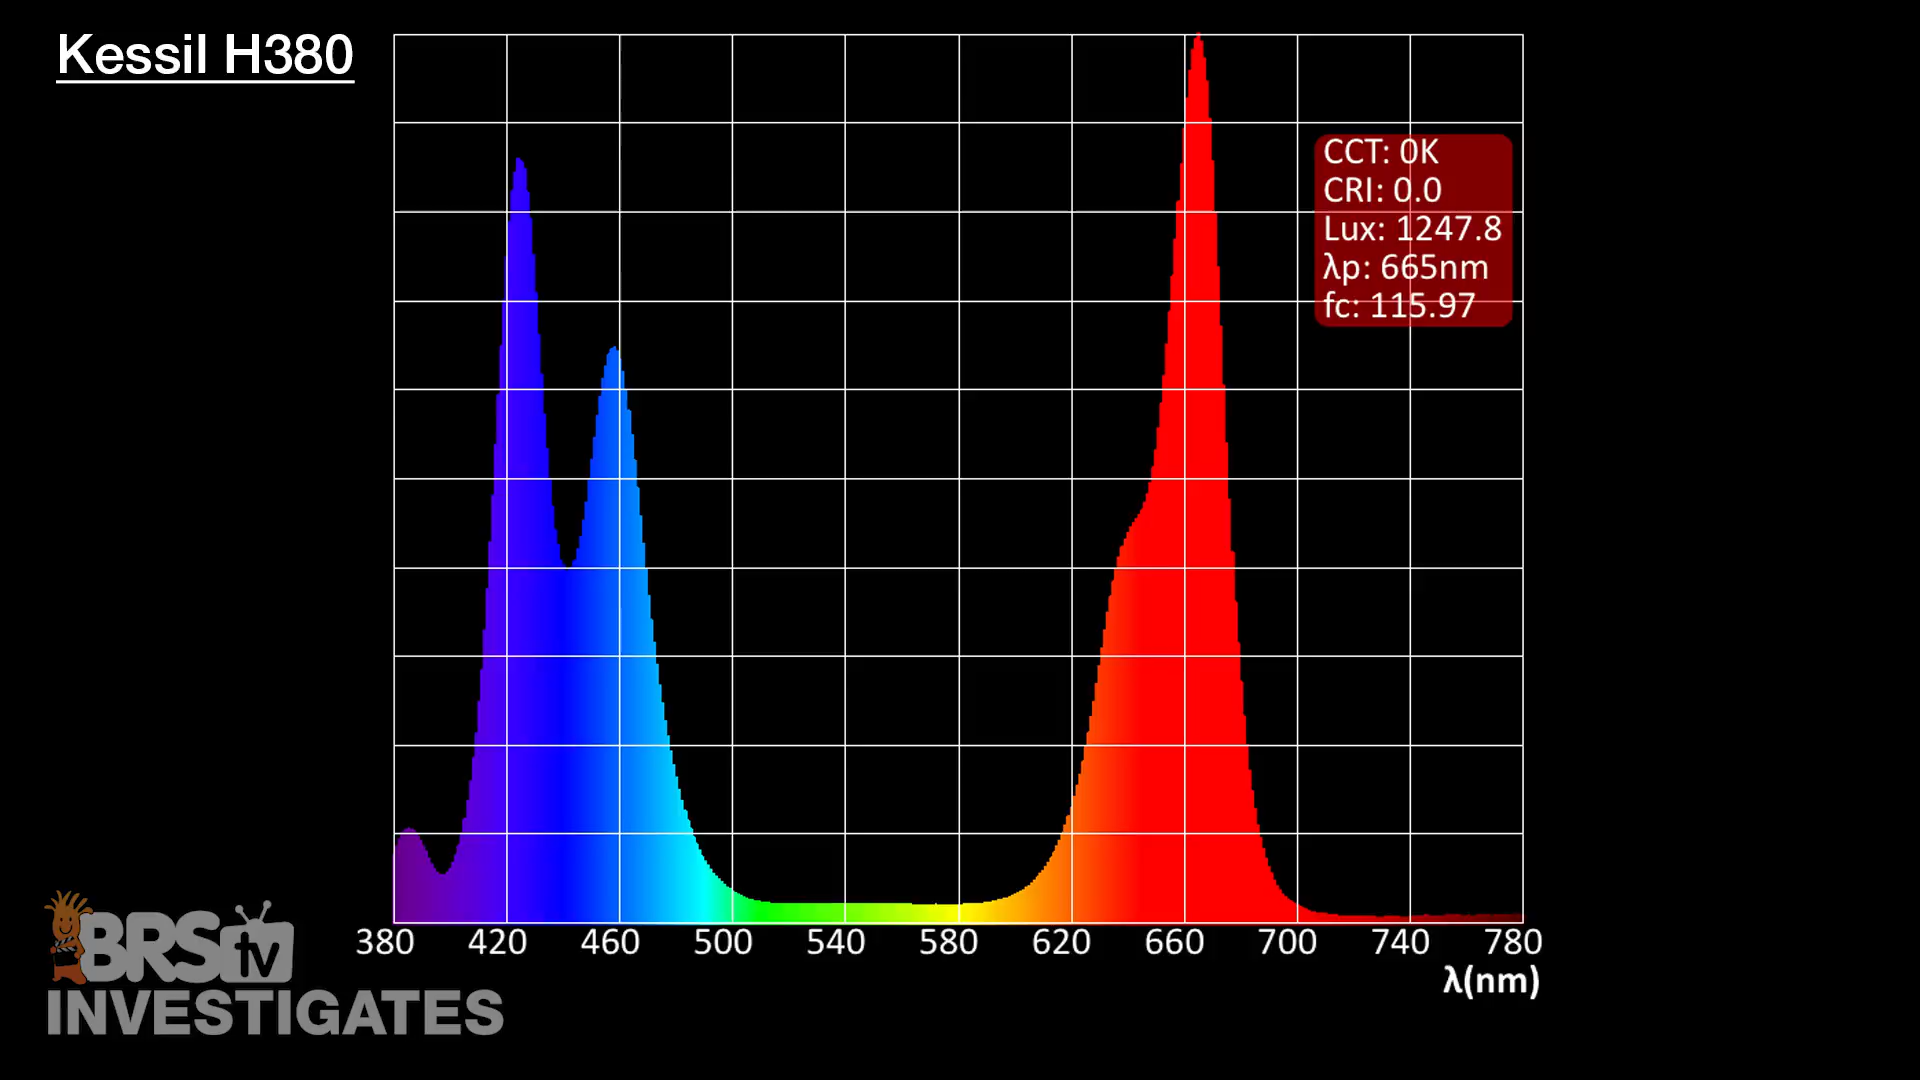 Kessil H380
CCT: 0K
CRI: 0.0
Lux: 1247.8
λp: 665nm
fc: 115.97
380 420 460 500 540 580 620 660 700 740 780
λ(nm)
BRStv
INVESTIGATES